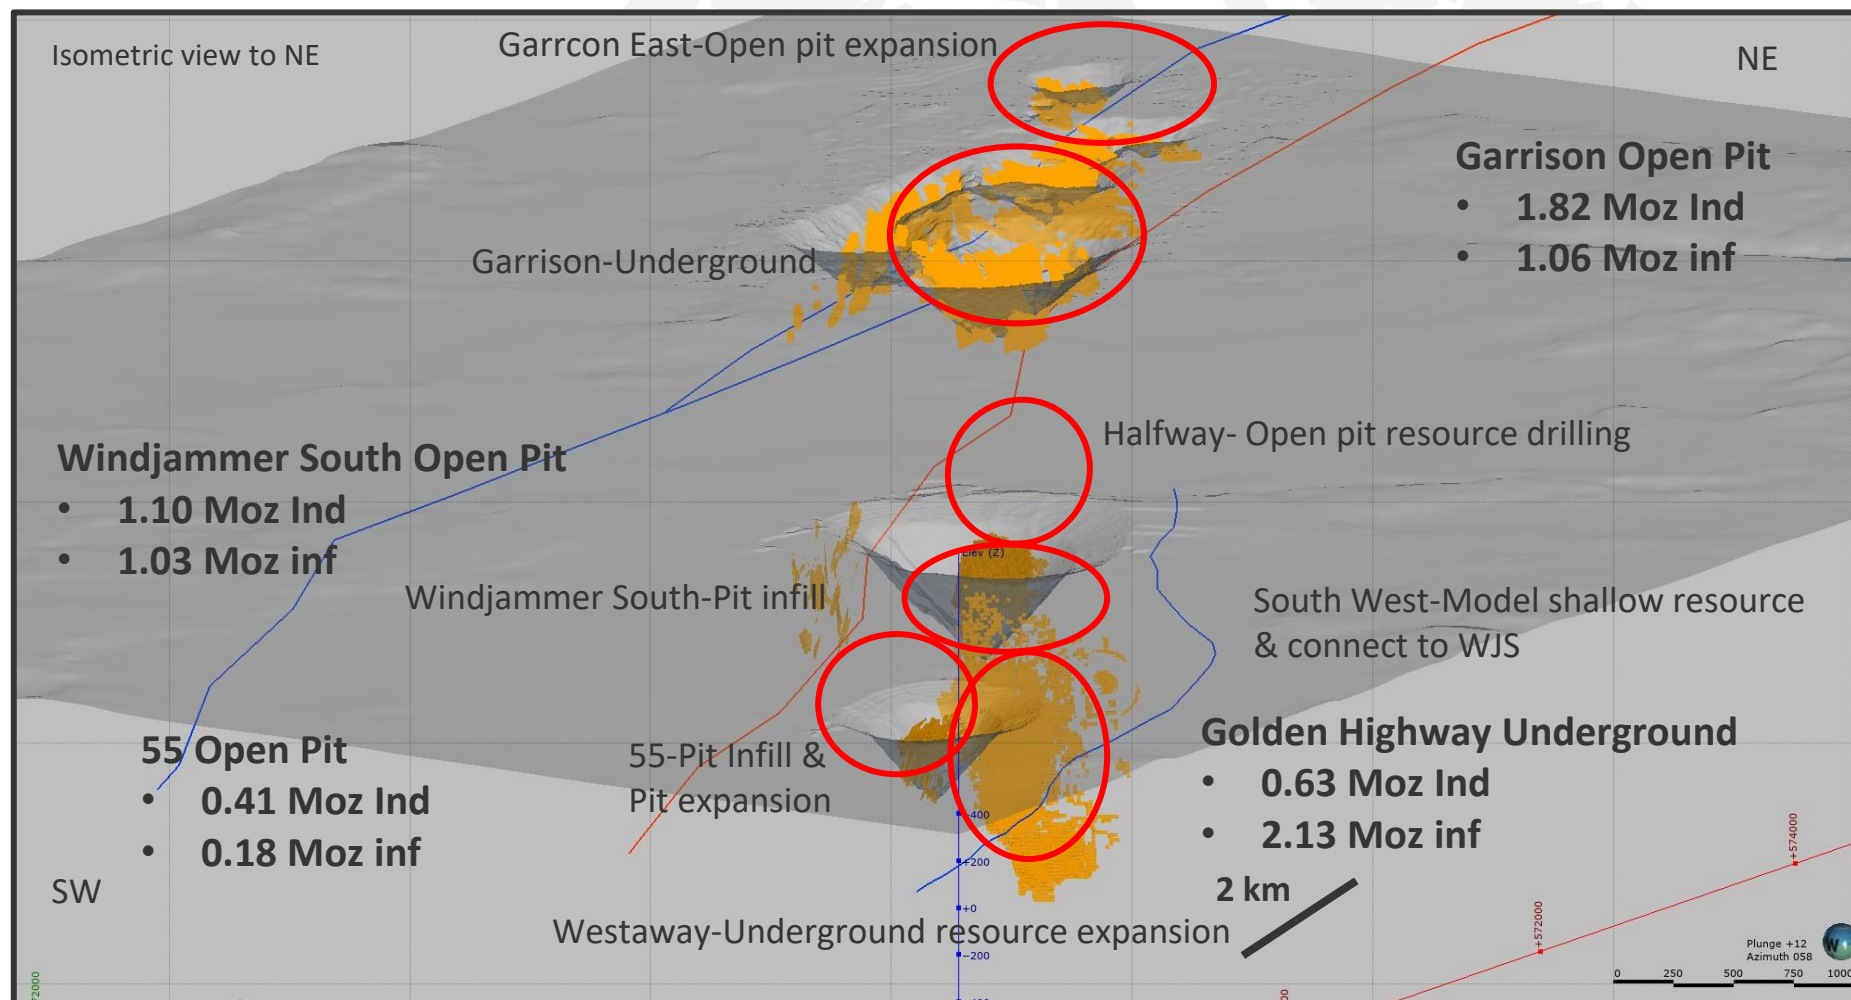 Isometric view to NE
Garrcon East-Open pit expansion
NE
Garrison Open Pit
• 1.82 Moz Ind
• 1.06 Moz inf
Garrison-Underground
Halfway- Open pit resource drilling
Windjammer South Open Pit
• 1.10 Moz Ind
• 1.03 Moz inf
Elev (Z)
Windjammer South-Pit infill
South West-Model shallow resource
& connect to WJS
55 Open Pit
• 0.41 Moz Ind
• 0.18 Moz inf
55-Pit Infill &
Pit expansion
Golden Highway Underground
• 0.63 Moz Ind
• 2.13 Moz inf
+400
+200
+0
-200
SW
2 km
Westaway-Underground resource expansion
+572000
+574000
Plunge +12
Azimuth 058
W
0 250 500 750 1000